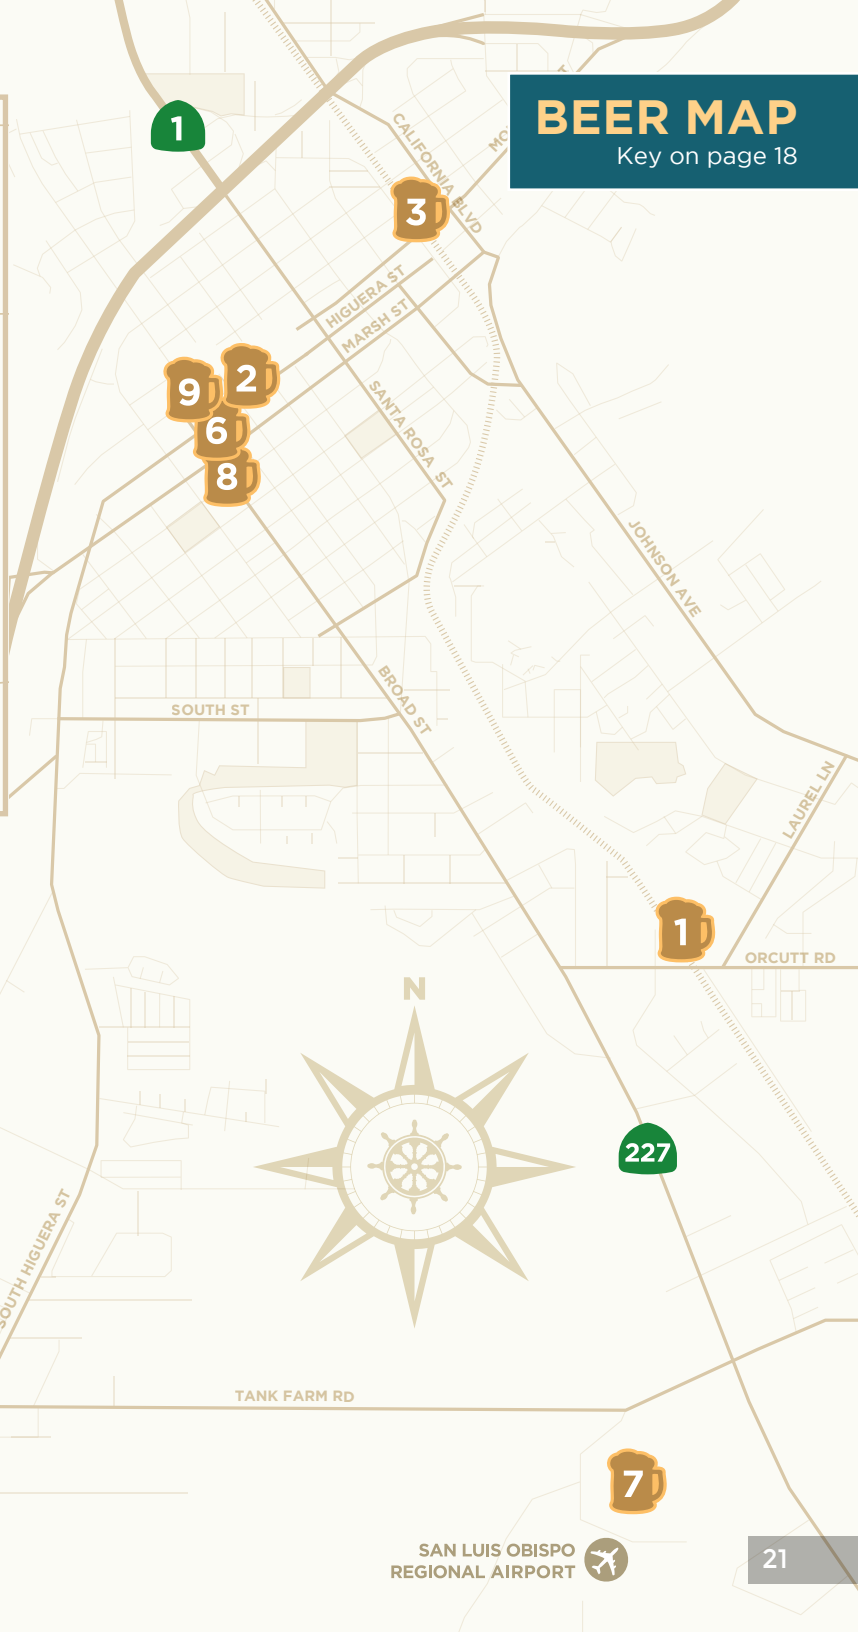 BEER MAP
Key on page 18
1
CALIFORNIA BLVD
3
HIGUERA ST
MARSH ST
2
9
6
8
SANTA ROSA ST
JOHNSON AVE
BROAD ST
SOUTH ST
LAUREL LN
1
ORCUTT RD
N
227
SOUTH HIGUERA ST
TANK FARM RD
7
SAN LUIS OBISPO
REGIONAL AIRPORT
21